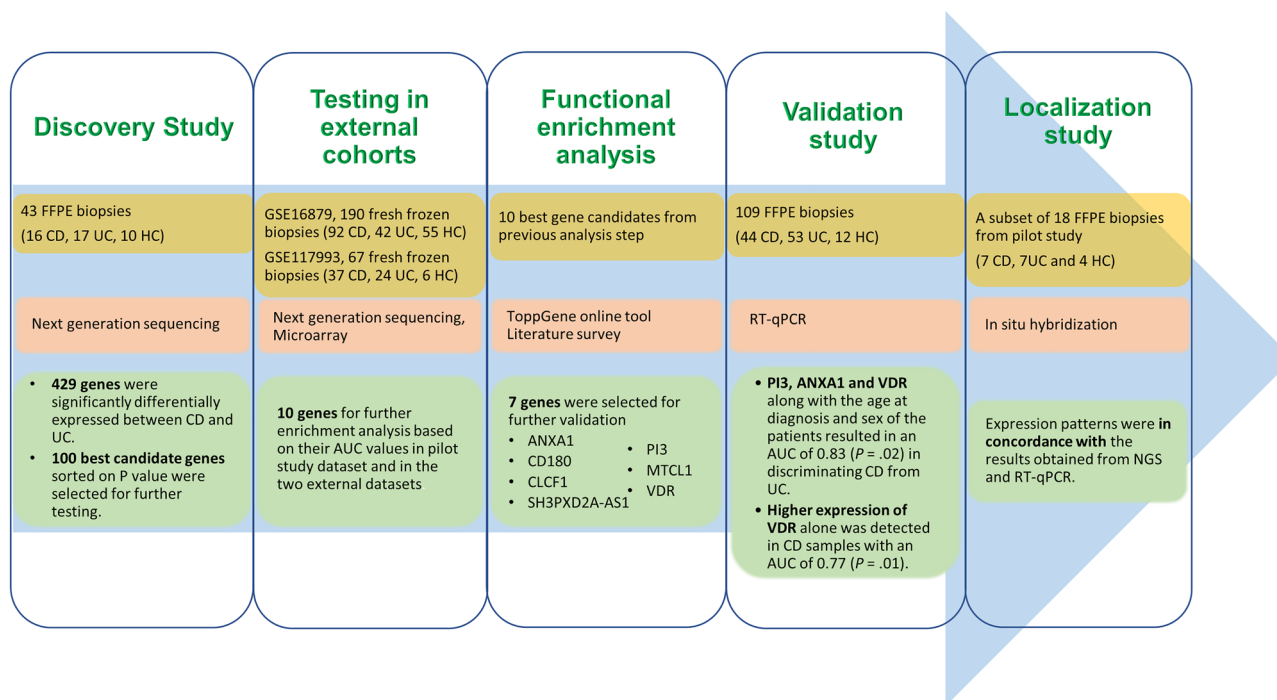 Discovery Study
43 FFPE biopsies
(16 CD, 17 UC, 10 HC)
Next generation sequencing
• 429 genes were
significantly differentially
expressed between CD and
UC.
• 100 best candidate genes
sorted on P value were
selected for further
testing.
Testing in
external
cohorts
GSE16879, 190 fresh frozen
biopsies (92 CD, 42 UC, 55 HC)
GSE117993, 67 fresh frozen
biopsies (37 CD, 24 UC, 6 HC)
Next generation sequencing,
Microarray
10 genes for further
enrichment analysis based
on their AUC values in pilot
study dataset and in the
two external datasets
Functional
enrichment
analysis
10 best gene candidates from
previous analysis step
ToppGene online tool
Literature survey
7 genes were selected for
further validation
• ANXA1
• CD180
• CLCF1
• SH3PXD2A-AS1
• PI3
• MTCL1
• VDR
Validation
study
109 FFPE biopsies
(44 CD, 53 UC, 12 HC)
RT-qPCR
• PI3, ANXA1 and VDR
along with the age at
diagnosis and sex of the
patients resulted in an
AUC of 0.83 (P = .02) in
discriminating CD from
UC.
• Higher expression of
VDR alone was detected
in CD samples with an
AUC of 0.77 (P = .01).
Localization
study
A subset of 18 FFPE biopsies
from pilot study
(7 CD, 7UC and 4 HC)
In situ hybridization
Expression patterns were in
concordance with the
results obtained from NGS
and RT-qPCR.